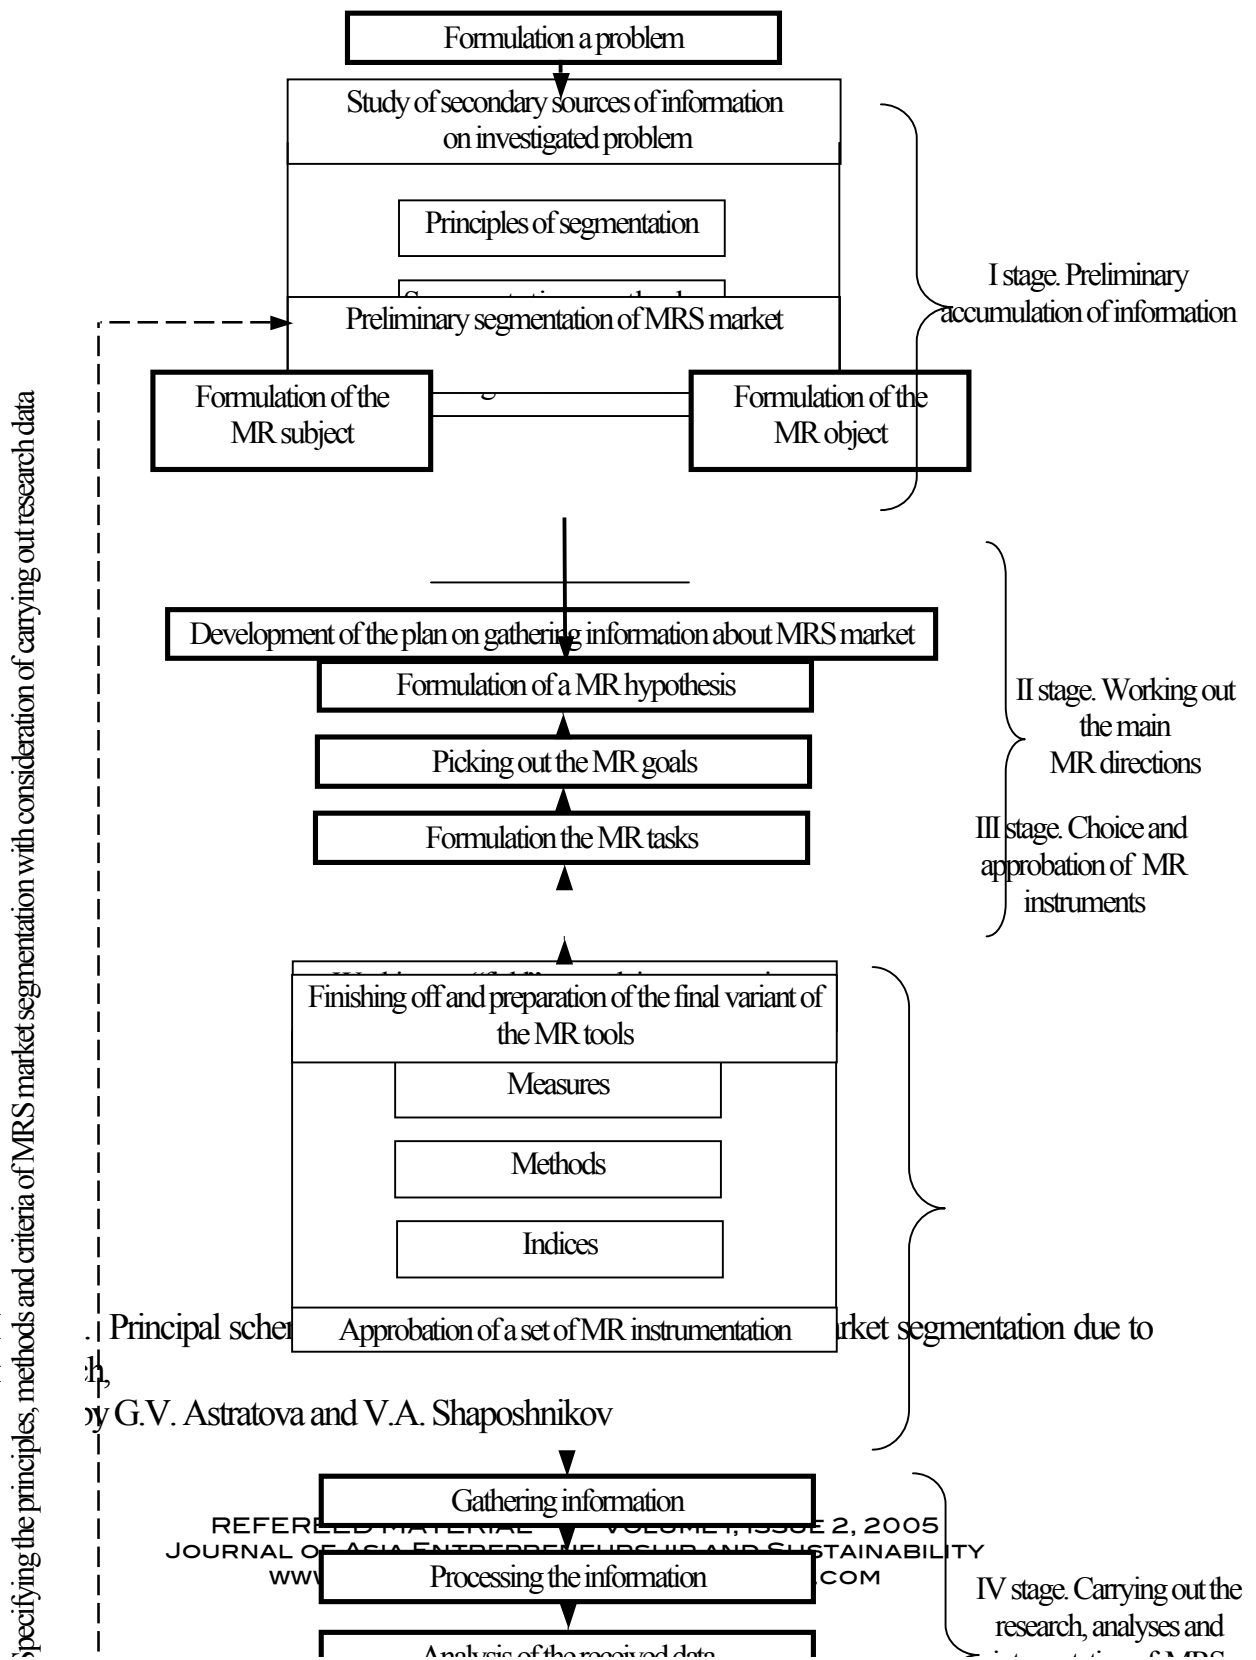 Formulation a problem
Study of secondary sources of information
on investigated problem
Principles of segmentation
Preliminary segmentation of MRS market
I stage. Preliminary
accumulation of information
Formulation of the
MR subject
Formulation of the
MR object
Specifying the principles, methods and criteria of MRS market segmentation with consideration of carrying out research data
Development of the plan on gathering information about MRS market
Formulation of a MR hypothesis
Picking out the MR goals
Formulation the MR tasks
II stage. Working out
the main
MR directions
III stage. Choice and
approbation of MR
instruments
Finishing off and preparation of the final variant of
the MR tools
Measures
Methods
Indices
Approbation of a set of MR instrumentation
. Principal segmentation due to
by G.V. Astratova and V.A. Shaposhnikov
Gathering information
REFEREED MATERIAL VOLUME 1, ISSUE 2, 2005
JOURNAL OF ASIA ENTREPRENEURSHIP AND SUSTAINABILITY
.COM
Processing the information
Analysis of the received data
IV stage. Carrying out the
research, analyses and
MRS